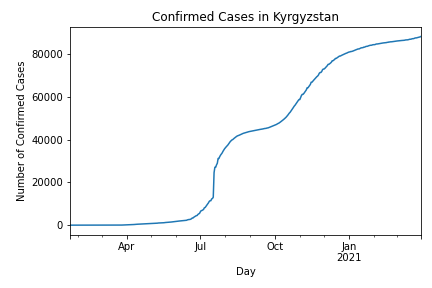 Confirmed Cases in Kyrgyzstan
Number of Confirmed Cases
80000
60000
40000
20000
0
Apr
Jul
Oct
Jan
2021
Day